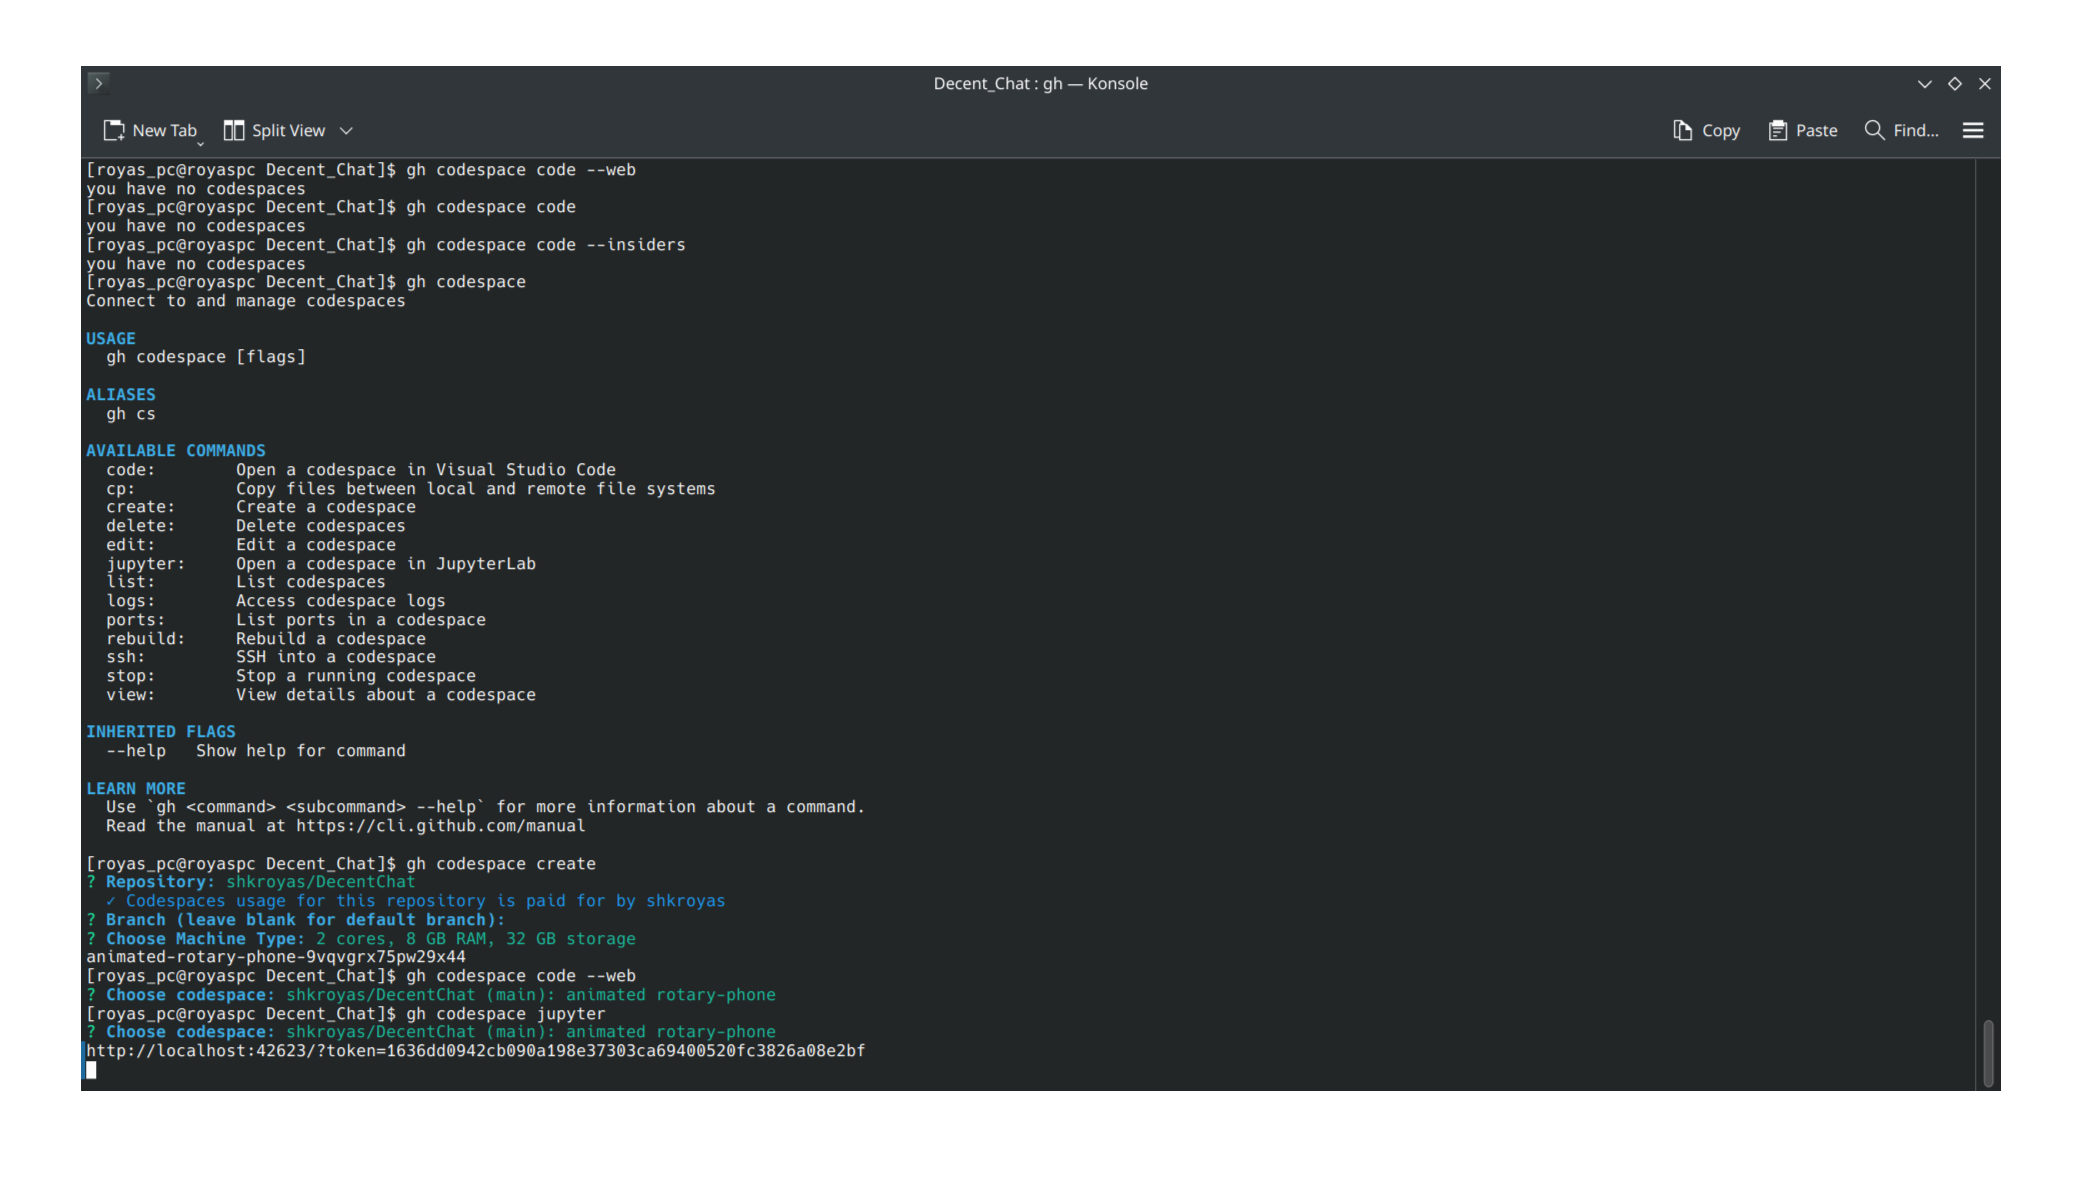 Decent_Chat : gh — Konsole
New Tab Split View Copy Paste Find...
[royas_pc@royaspc Decent_Chat]$ gh codespace code --web
you have no codespaces
[royas_pc@royaspc Decent_Chat]$ gh codespace code
you have no codespaces
[royas_pc@royaspc Decent_Chat]$ gh codespace code --insiders
you have no codespaces
[royas_pc@royaspc Decent_Chat]$ gh codespace
Connect to and manage codespaces
USAGE
gh codespace [flags]
ALIASES
gh cs
AVAILABLE COMMANDS
code: Open a codespace in Visual Studio Code
cp: Copy files between local and remote file systems
create: Create a codespace
delete: Delete codespaces
edit: Edit a codespace
jupyter: Open a codespace in JupyterLab
list: List codespaces
logs: Access codespace logs
ports: List ports in a codespace
rebuild: Rebuild a codespace
ssh: SSH into a codespace
stop: Stop a running codespace
view: View details about a codespace
INHERITED FLAGS
--help Show help for command
LEARN MORE
Use `gh <command> <subcommand> --help` for more information about a command.
Read the manual at https://cli.github.com/manual
[royas_pc@royaspc Decent_Chat]$ gh codespace create
? Repository: shkroyas/DecentChat
✓ Codespaces usage for this repository is paid for by shkroyas
? Branch (leave blank for default branch):
? Choose Machine Type: 2 cores, 8 GB RAM, 32 GB storage
animated-rotary-phone-9vqvgrx75pw29x44
[royas_pc@royaspc Decent_Chat]$ gh codespace code --web
? Choose codespace: shkroyas/DecentChat (main): animated rotary-phone
[royas_pc@royaspc Decent_Chat]$ gh codespace jupyter
? Choose codespace: shkroyas/DecentChat (main): animated rotary-phone
http://localhost:42623/?token=1636dd0942cb090a198e37303ca69400520fc3826a08e2bf